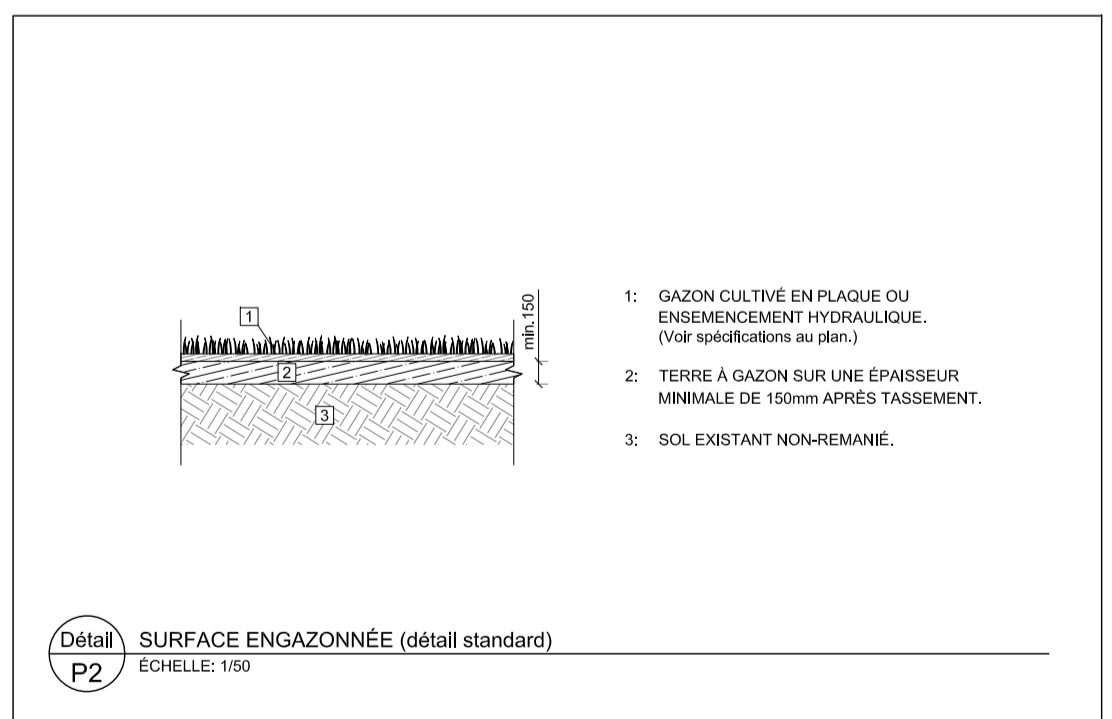 1
min.150
2
3
1: GAZON CULTIVÉ EN PLAQUE OU
ENSEMENCEMENT HYDRAULIQUE.
(Voir spécifications au plan.)
2: TERRE À GAZON SUR UNE ÉPAISSEUR
MINIMALE DE 150mm APRÈS TASSEMENT.
3: SOL EXISTANT NON-REMANIÉ.
Détail
P2
SURFACE ENGAZONNÉE (détail standard)
ÉCHELLE: 1/50